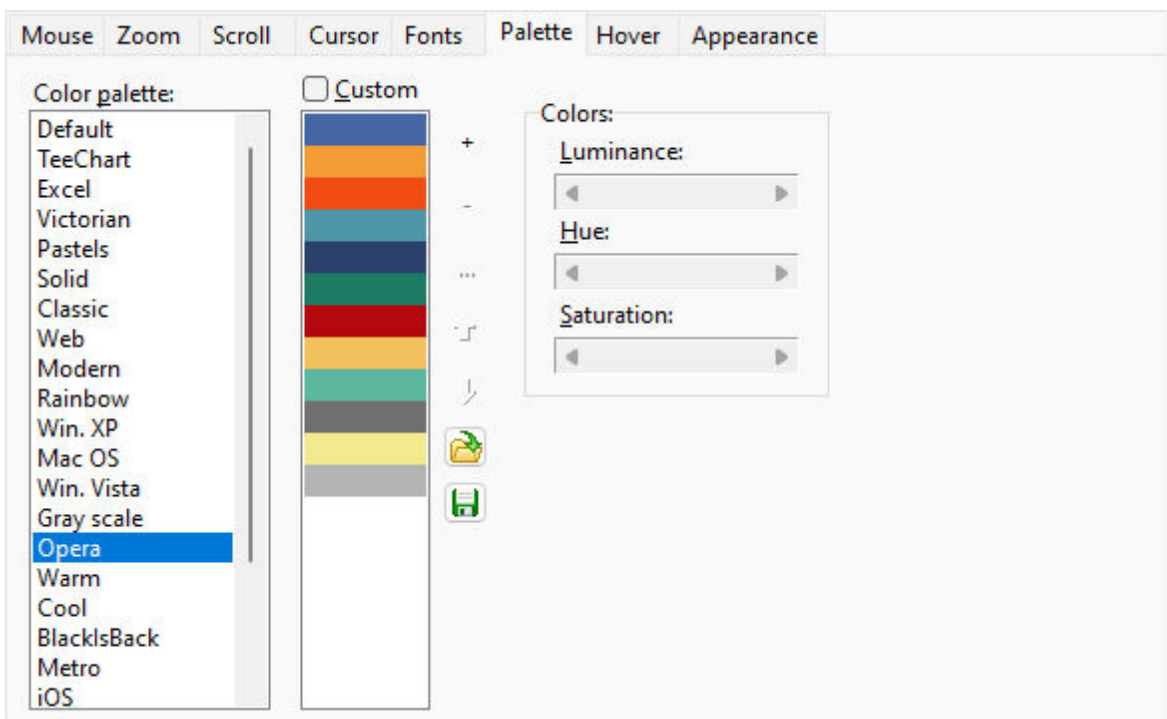 Mouse Zoom Scroll Cursor Fonts Palette Hover Appearance
Color palette:
Default
TeeChart
Excel
Victorian
Pastels
Solid
Classic
Web
Modern
Rainbow
Win. XP
Mac OS
Win. Vista
Gray scale
Opera
Warm
Cool
BlackIsBack
Metro
iOS
Custom
+
-
...
Colors:
Luminance:
Hue:
Saturation: